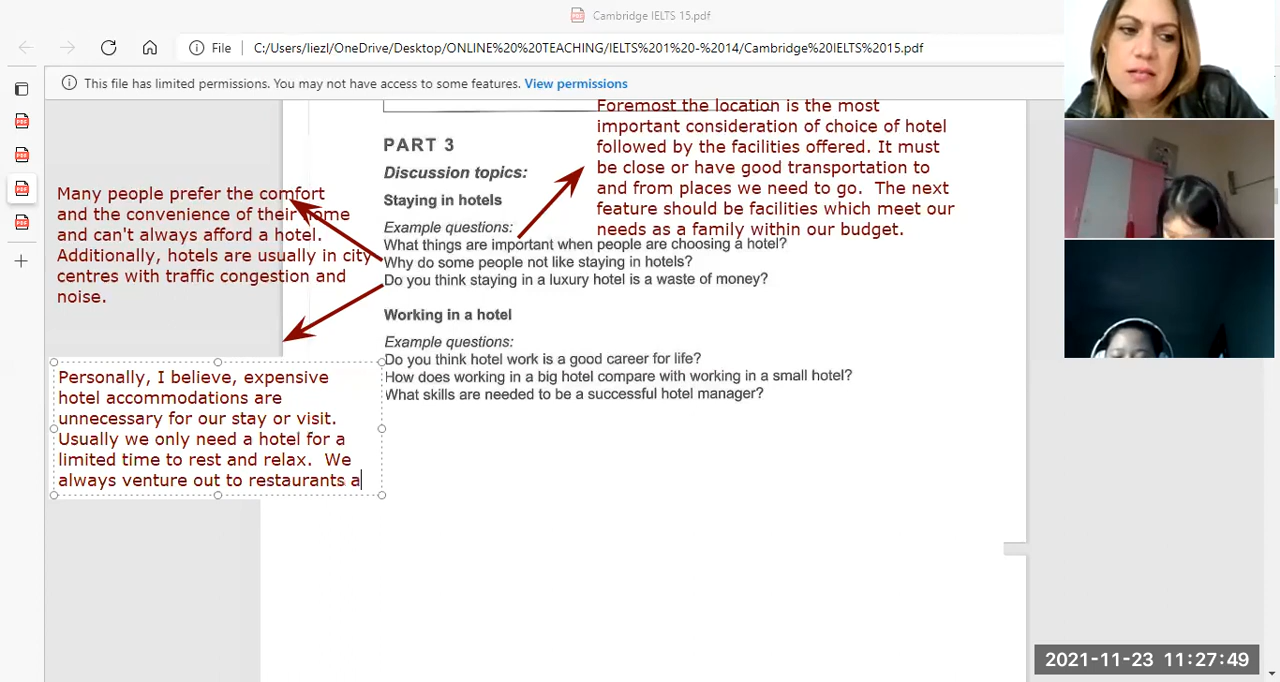 Cambridge IELTS 15.pdf
File
C:/Users/liezl/OneDrive/Desktop/ONLINE%20%20TEACHING/IELTS%201%20-%2014/Cambridge%20IELTS%2015.pdf
This file has limited permissions. You may not have access to some features. View permissions
Foremost the location is the most
important consideration of choice of hotel
followed by the facilities offered. It must
be close or have good transportation to
and from places we need to go. The next
feature should be facilities which meet our
needs as a family within our budget.
PART 3
Discussion topics:
Staying in hotels
Example questions:
What things are important when people are choosing a hotel?
Why do some people not like staying in hotels?
Do you think staying in a luxury hotel is a waste of money?
Many people prefer the comfort
and the convenience of their home
and can't always afford a hotel.
Additionally, hotels are usually in city
centres with traffic congestion and
noise.
Working in a hotel
Example questions:
Do you think hotel work is a good career for life?
How does working in a big hotel compare with working in a small hotel?
What skills are needed to be a successful hotel manager?
Personally, I believe, expensive
hotel accommodations are
unnecessary for our stay or visit.
Usually we only need a hotel for a
limited time to rest and relax. We
always venture out to restaurants a
2021-11-23 11:27:49